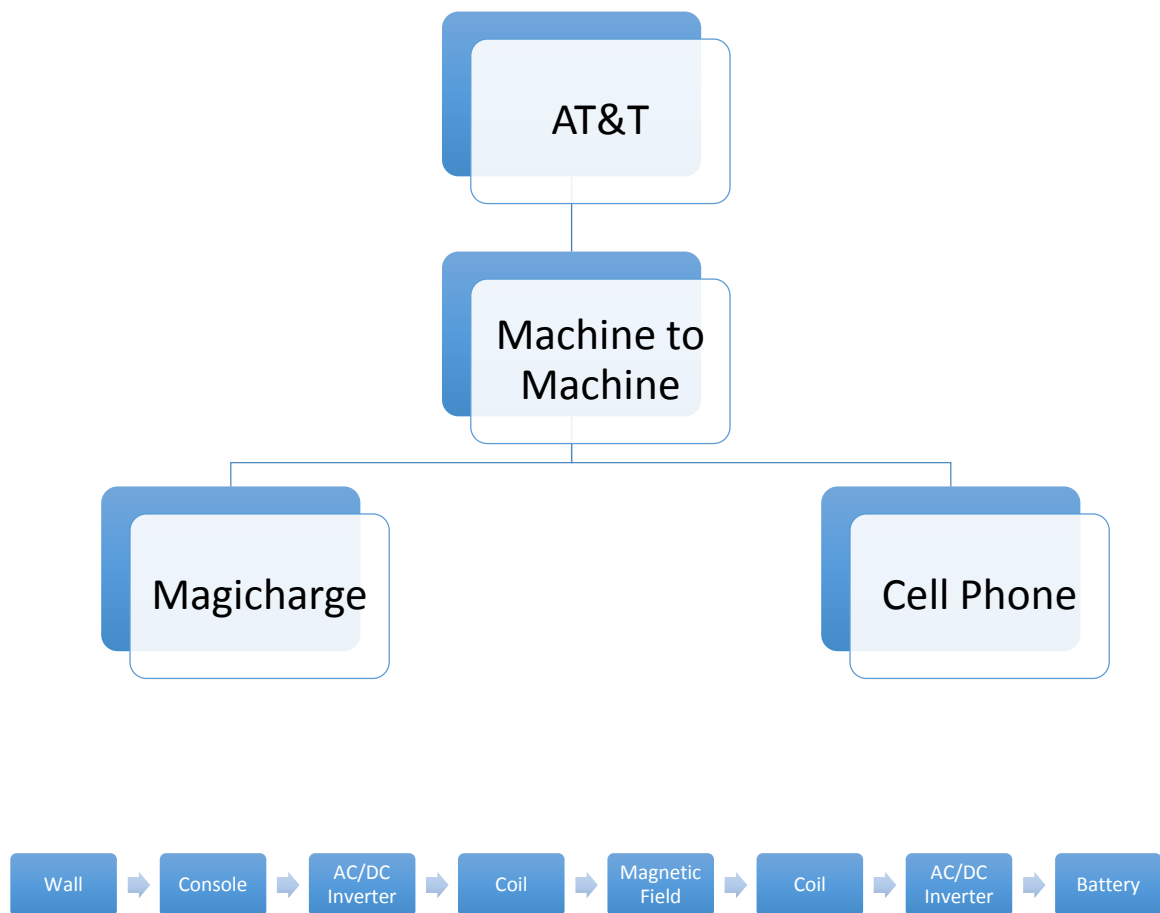 AT&T
Machine to
Machine
Magicharge
Cell Phone
Wall
Console
AC/DC
Inverter
Coil
Magnetic
Field
Coil
AC/DC
Inverter
Battery